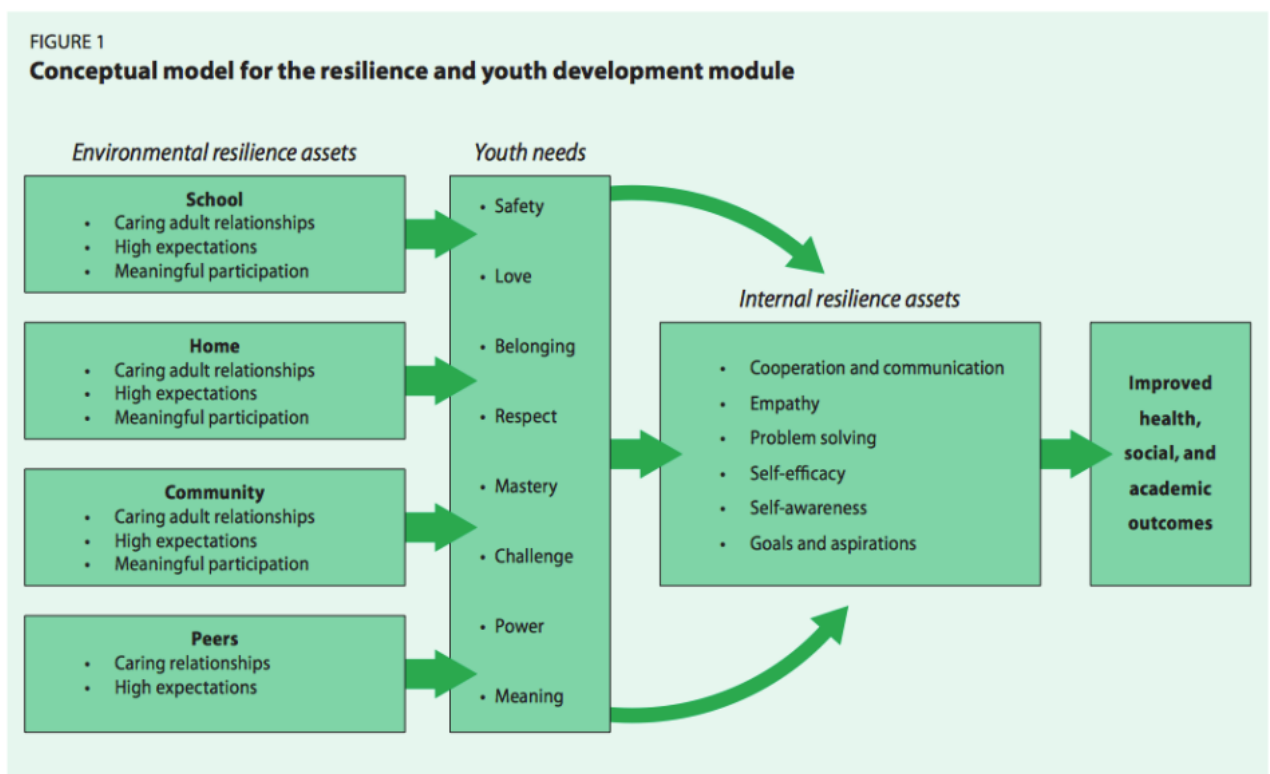 FIGURE 1
Conceptual model for the resilience and youth development module
Environmental resilience assets
School
• Caring adult relationships
• High expectations
• Meaningful participation
Home
• Caring adult relationships
• High expectations
• Meaningful participation
Community
• Caring adult relationships
• High expectations
• Meaningful participation
Peers
• Caring relationships
• High expectations
Youth needs
• Safety
• Love
• Belonging
• Respect
• Mastery
• Challenge
• Power
• Meaning
Internal resilience assets
• Cooperation and communication
• Empathy
• Problem solving
• Self-efficacy
• Self-awareness
• Goals and aspirations
Improved
health,
social, and
academic
outcomes